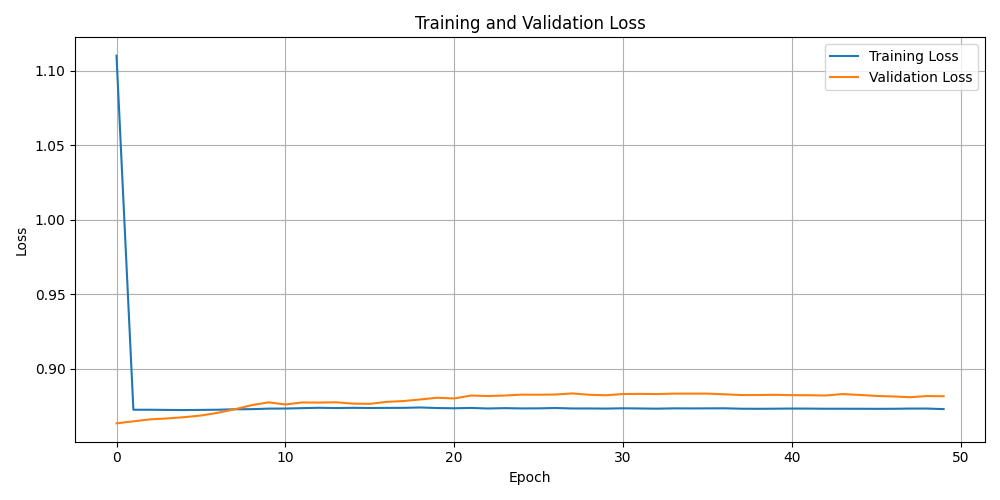 Training and Validation Loss
Training Loss
Validation Loss
1.10
1.05
1.00
0.95
0.90
Loss
0
10
20
30
40
50
Epoch